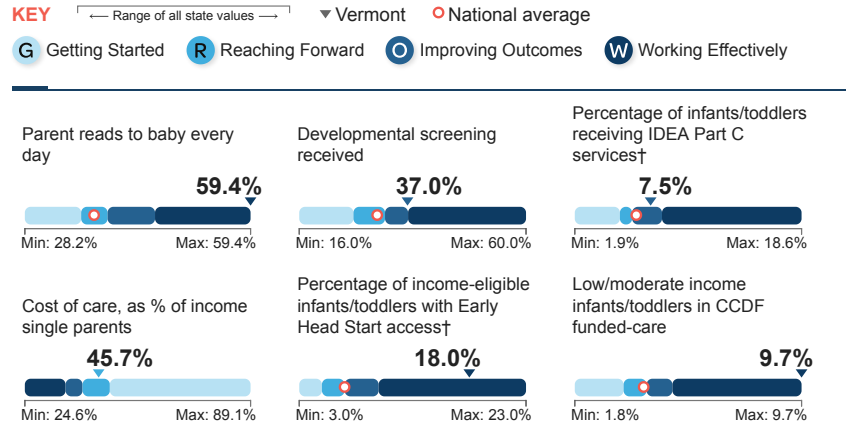 KEY
← Range of all state values →
Vermont
National average
G Getting Started
R Reaching Forward
O Improving Outcomes
W Working Effectively
Parent reads to baby every
day
59.4%
Min: 28.2%
Max: 59.4%
Developmental screening
received
37.0%
Min: 16.0%
Max: 60.0%
Percentage of infants/toddlers
receiving IDEA Part C
services†
7.5%
Min: 1.9%
Max: 18.6%
Cost of care, as % of income
single parents
45.7%
Min: 24.6%
Max: 89.1%
Percentage of income-eligible
infants/toddlers with Early
Head Start access†
18.0%
Min: 3.0%
Max: 23.0%
Low/moderate income
infants/toddlers in CCDF
funded-care
9.7%
Min: 1.8%
Max: 9.7%